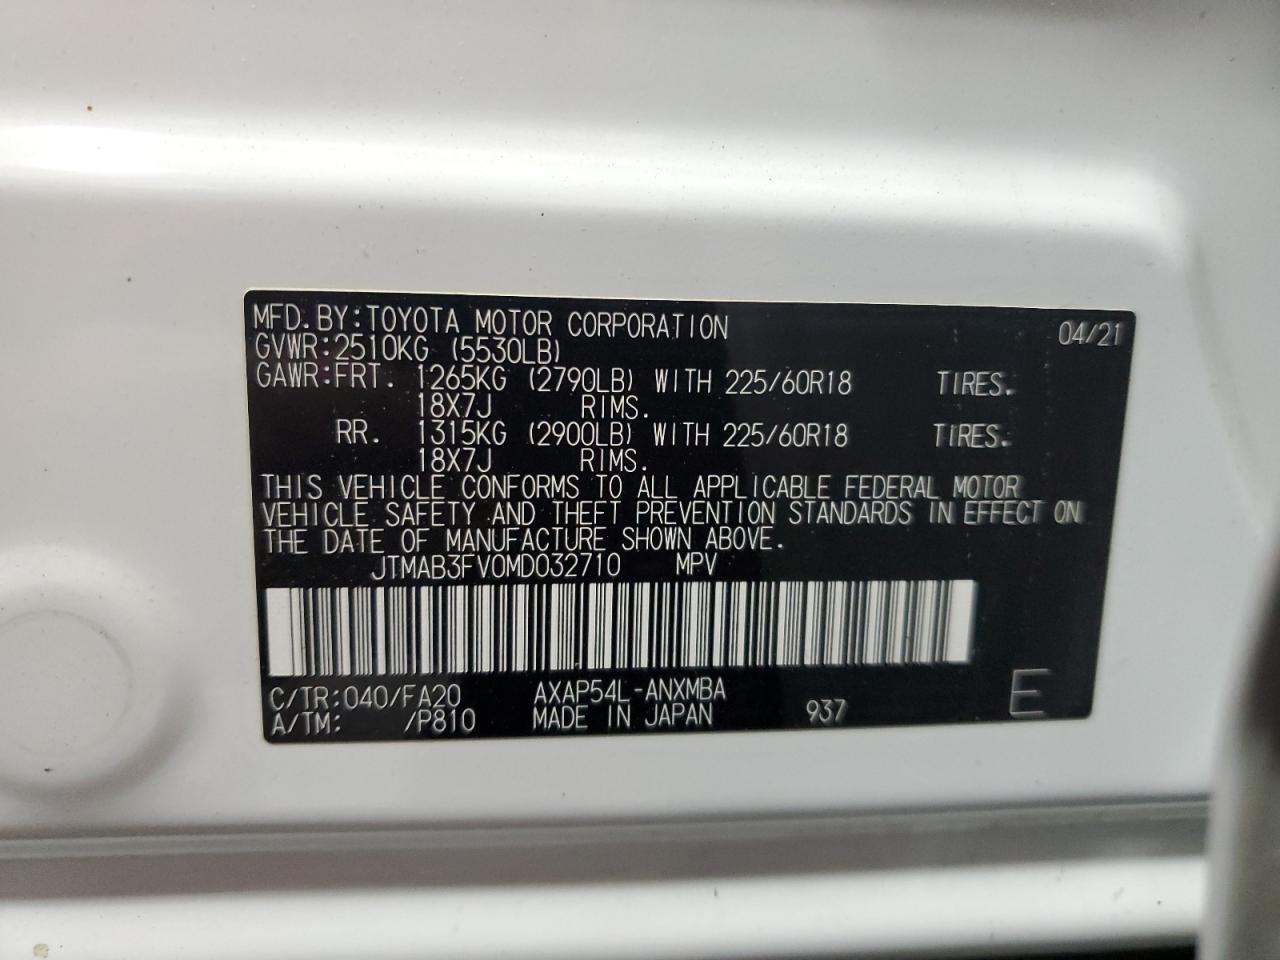 MFD. BY: TOYOTA MOTOR CORPORATION 04/21
GVWR: 2510KG (5530LB)
GAWR: FRT. 1265KG (2790LB) WITH 225/60R18 TIRES.
18X7J RIMS.
RR. 1315KG (2900LB) WITH 225/60R18 TIRES.
18X7J RIMS.
THIS VEHICLE CONFORMS TO ALL APPLICABLE FEDERAL MOTOR
VEHICLE SAFETY AND THEFT PREVENTION STANDARDS IN EFFECT ON
THE DATE OF MANUFACTURE SHOWN ABOVE.
JTMAB3FV0MD032710 MPV
C/TR: 040/FA20 AXAP54L-ANXMBA
A/TM: /P810 MADE IN JAPAN 937 E